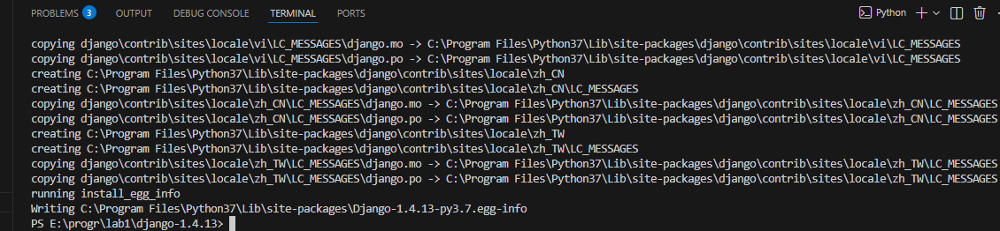 PROBLEMS 3 OUTPUT DEBUG CONSOLE TERMINAL PORTS Python
copying django\contrib\sites\locale\vi\LC_MESSAGES\django.mo -> C:\Program Files\Python37\Lib\site-packages\django\contrib\sites\locale\vi\LC_MESSAGES
copying django\contrib\sites\locale\vi\LC_MESSAGES\django.po -> C:\Program Files\Python37\Lib\site-packages\django\contrib\sites\locale\vi\LC_MESSAGES
creating C:\Program Files\Python37\Lib\site-packages\django\contrib\sites\locale\zh_CN
creating C:\Program Files\Python37\Lib\site-packages\django\contrib\sites\locale\zh_CN\LC_MESSAGES
copying django\contrib\sites\locale\zh_CN\LC_MESSAGES\django.mo -> C:\Program Files\Python37\Lib\site-packages\django\contrib\sites\locale\zh_CN\LC_MESSAGES
copying django\contrib\sites\locale\zh_CN\LC_MESSAGES\django.po -> C:\Program Files\Python37\Lib\site-packages\django\contrib\sites\locale\zh_CN\LC_MESSAGES
creating C:\Program Files\Python37\Lib\site-packages\django\contrib\sites\locale\zh_TW
creating C:\Program Files\Python37\Lib\site-packages\django\contrib\sites\locale\zh_TW\LC_MESSAGES
copying django\contrib\sites\locale\zh_TW\LC_MESSAGES\django.mo -> C:\Program Files\Python37\Lib\site-packages\django\contrib\sites\locale\zh_TW\LC_MESSAGES
copying django\contrib\sites\locale\zh_TW\LC_MESSAGES\django.po -> C:\Program Files\Python37\Lib\site-packages\django\contrib\sites\locale\zh_TW\LC_MESSAGES
running install_egg_info
Writing C:\Program Files\Python37\Lib\site-packages\Django-1.4.13-py3.7.egg-info
PS E:\progr\lab1\django-1.4.13>